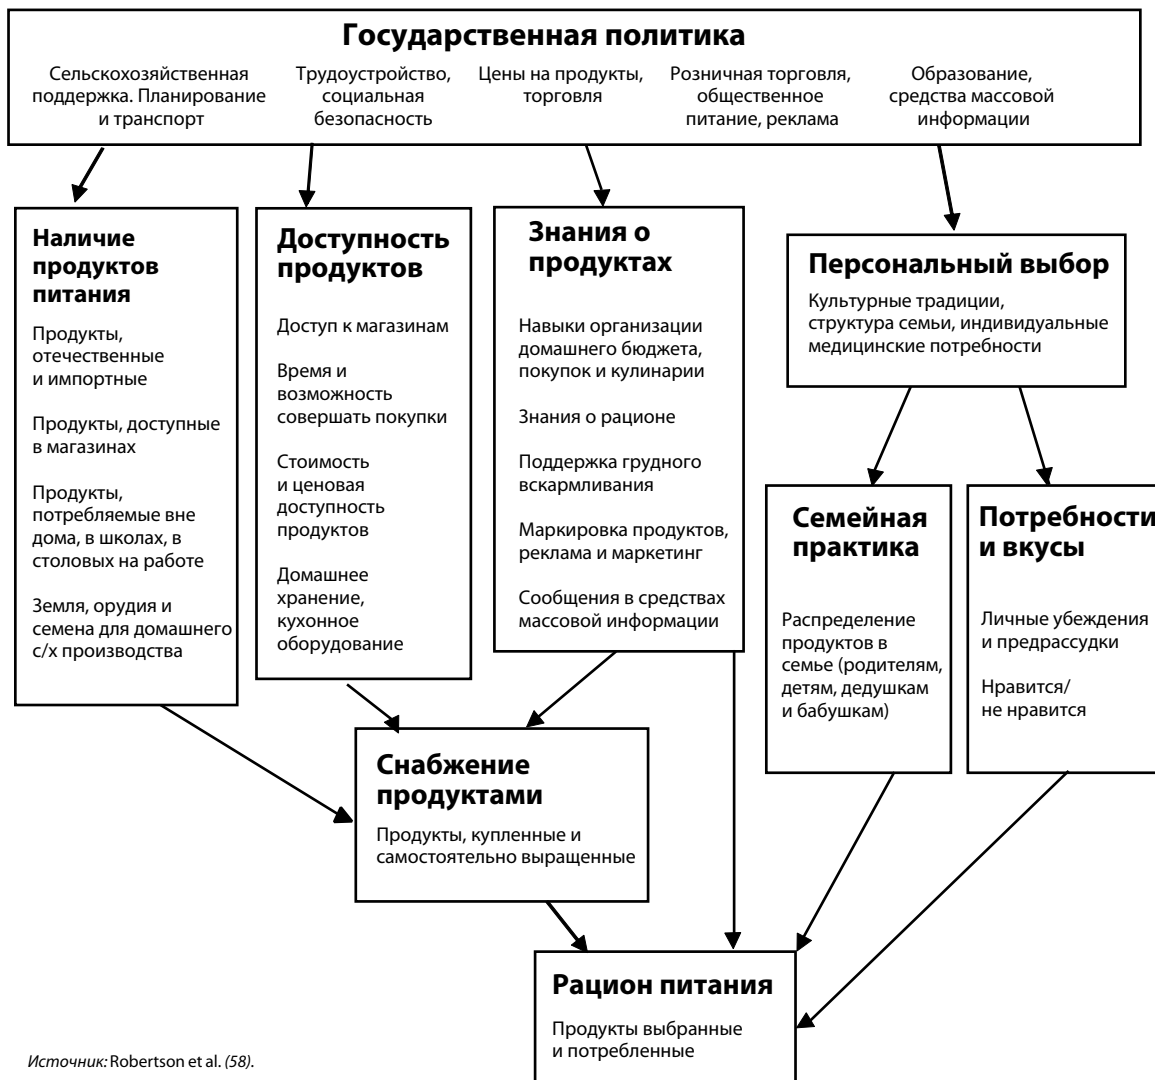 Государственная политика
Сельскохозяйственная
поддержка. Планирование
и транспорт
Трудоустройство,
социальная
безопасность
Цены на продукты,
торговля
Розничная торговля,
общественное
питание, реклама
Образование,
средства массовой
информации
Наличие
продуктов
питания
Продукты,
отечественные
и импортные
Продукты, доступные
в магазинах
Продукты,
потребляемые вне
дома, в школах, в
столовых на работе
Земля, орудия и
семена для домашнего
с/х производства
Доступность
продуктов
Доступ к магазинам
Время и
возможность
совершать покупки
Стоимость
и ценовая
доступность
продуктов
Домашнее
хранение,
кухонное
оборудование
Знания о
продуктах
Навыки организации
домашнего бюджета,
покупок и кулинарии
Знания о рационе
Поддержка грудного
вскармливания
Маркировка продуктов,
реклама и маркетинг
Сообщения в средствах
массовой информации
Персональный выбор
Культурные традиции,
структура семьи, индивидуальные
медицинские потребности
Семейная
практика
Распределение
продуктов в
семье (родителям,
детям, дедушкам
и бабушкам)
Потребности
и вкусы
Личные убеждения
и предрассудки
Нравится/
не нравится
Снабжение
продуктами
Продукты, купленные и
самостоятельно выращенные
Рацион питания
Продукты выбранные
и потребленные
Источник: Robertson et al. (58).